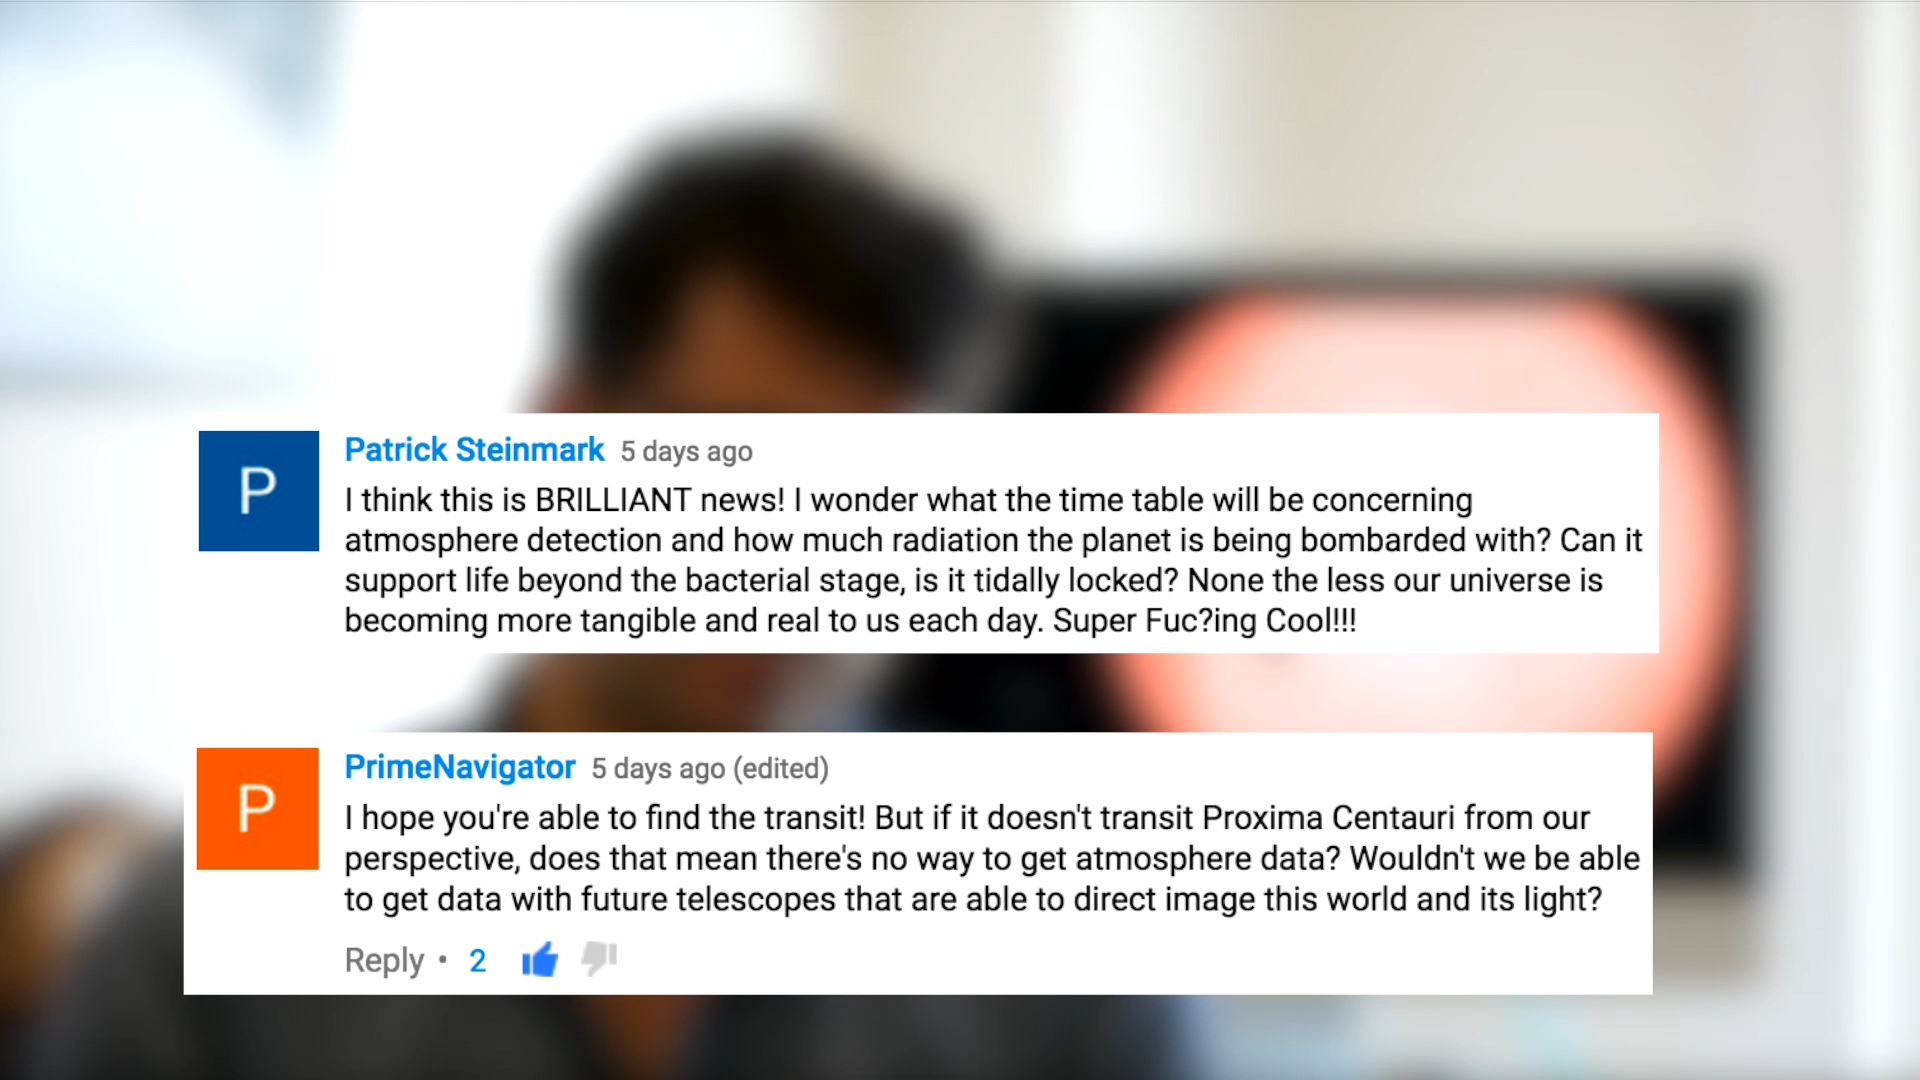 P
Patrick Steinmark 5 days ago
I think this is BRILLIANT news! I wonder what the time table will be concerning
atmosphere detection and how much radiation the planet is being bombarded with? Can it
support life beyond the bacterial stage, is it tidally locked? None the less our universe is
becoming more tangible and real to us each day. Super Fuc?ing Cool!!!
P
PrimeNavigator 5 days ago (edited)
I hope you're able to find the transit! But if it doesn't transit Proxima Centauri from our
perspective, does that mean there's no way to get atmosphere data? Wouldn't we be able
to get data with future telescopes that are able to direct image this world and its light?
Reply • 2